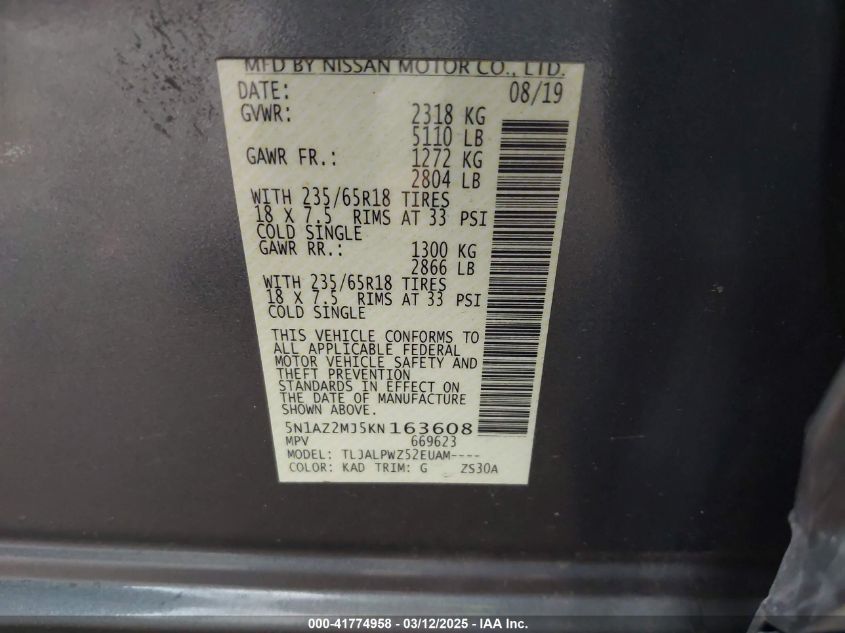 MFD BY NISSAN MOTOR CO., LTD.
DATE: 08/19
GVWR: 2318 KG
5110 LB
GAWR FR.: 1272 KG
2804 LB
WITH 235/65R18 TIRES
18 X 7.5 RIMS AT 33 PSI
COLD SINGLE
GAWR RR.: 1300 KG
2866 LB
WITH 235/65R18 TIRES
18 X 7.5 RIMS AT 33 PSI
COLD SINGLE
THIS VEHICLE CONFORMS TO
ALL APPLICABLE FEDERAL
MOTOR VEHICLE SAFETY AND
THEFT PREVENTION
STANDARDS IN EFFECT ON
THE DATE OF MANUFACTURE
SHOWN ABOVE.
5N1AZ2MJ5KN163608
MPV 669623
MODEL: TLJALPWZ52EUAM----
COLOR: KAD TRIM: G ZS30A
000-41774958 — 03/12/2025 — IAA Inc.